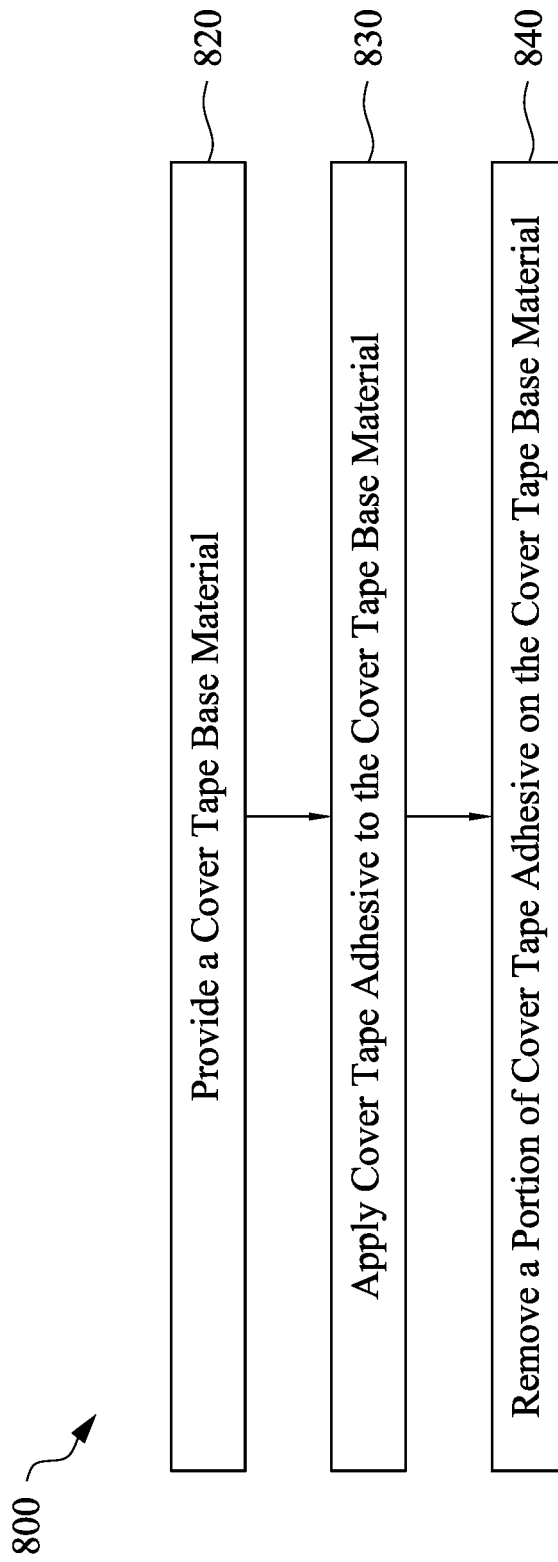 800
Provide a Cover Tape Base Material
820
Apply Cover Tape Adhesive to the Cover Tape Base Material
830
Remove a Portion of Cover Tape Adhesive on the Cover Tape Base Material
840